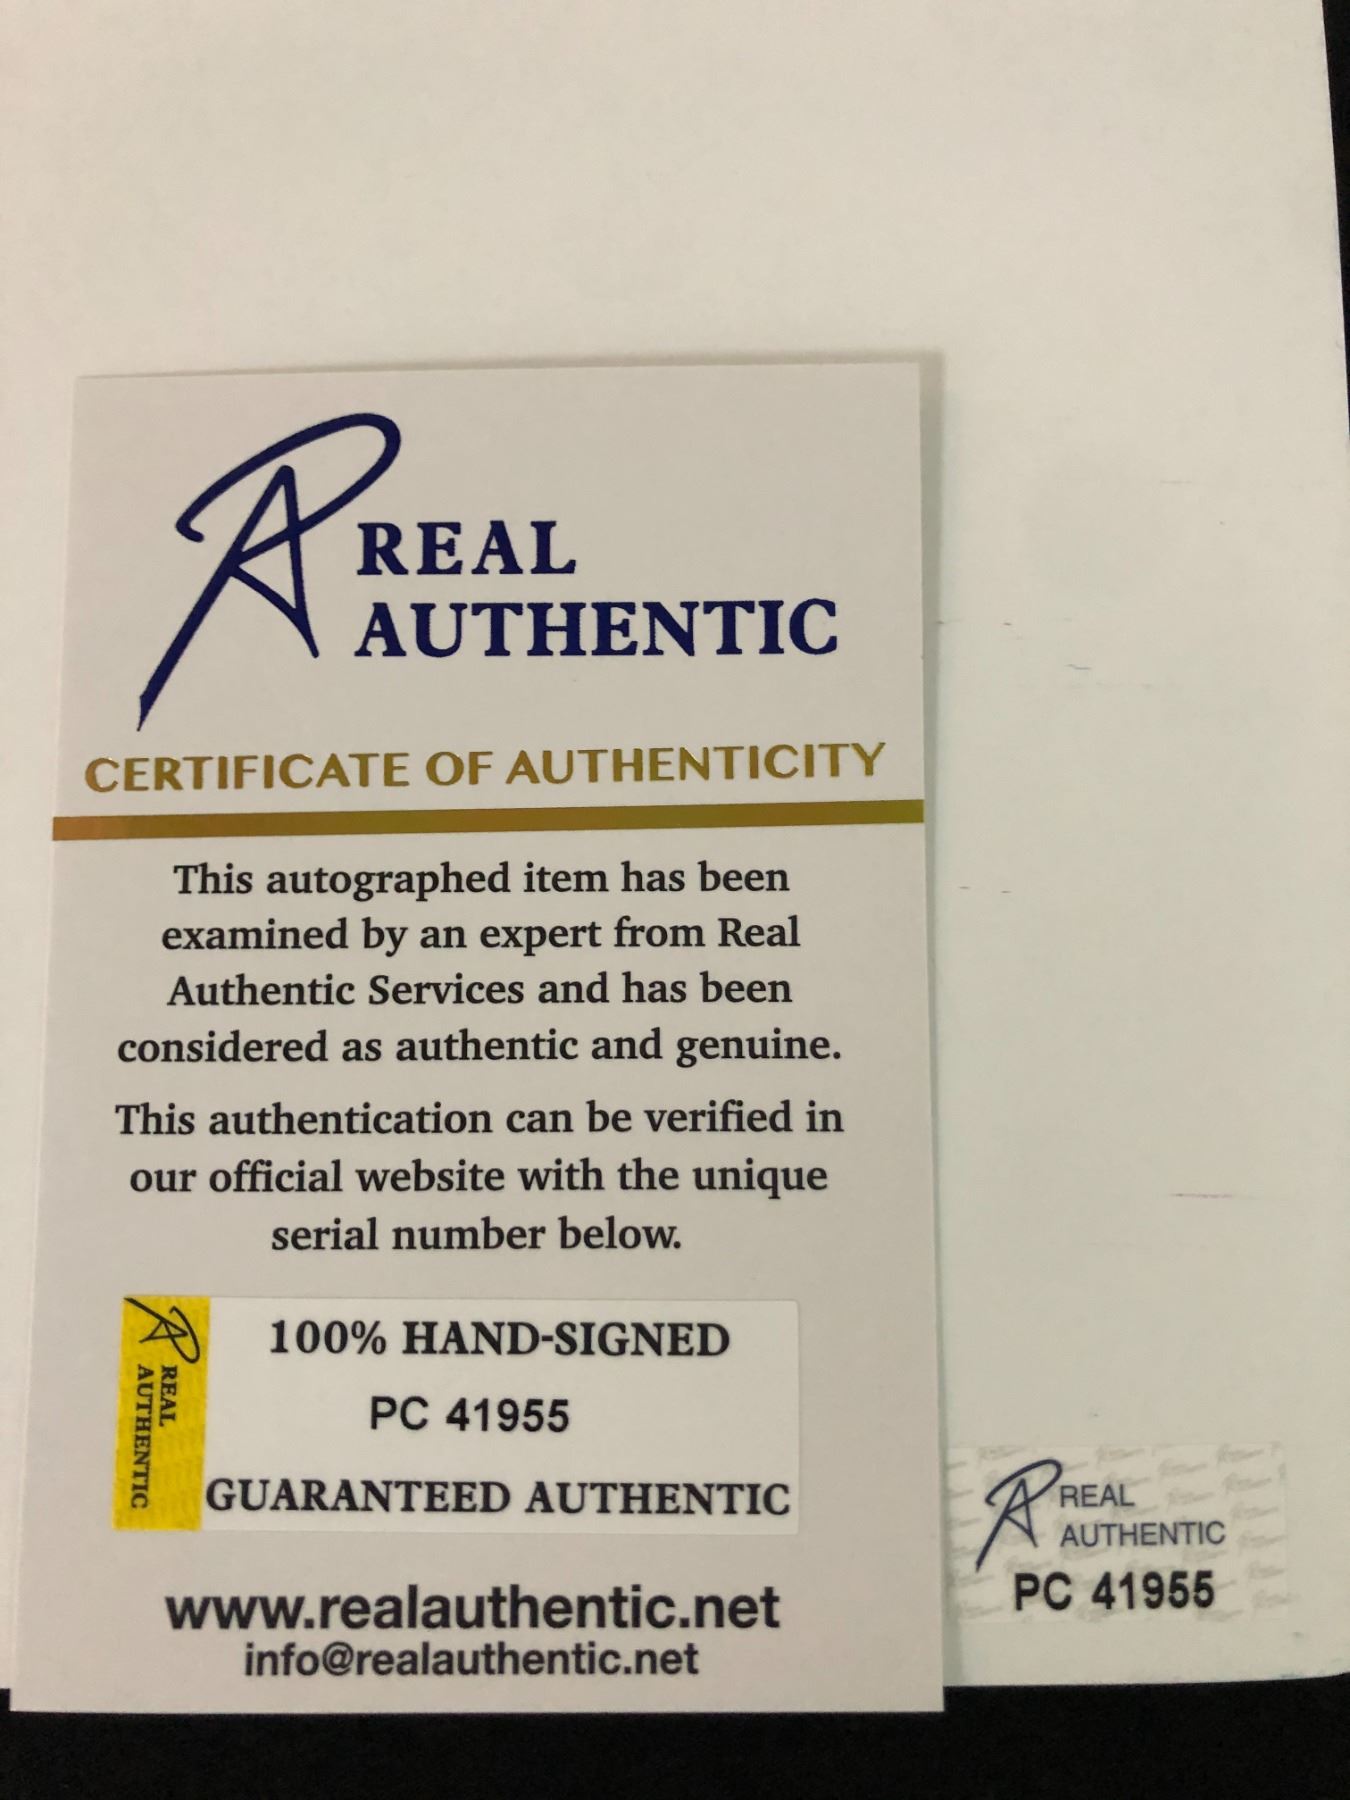 REAL
AUTHENTIC
CERTIFICATE OF AUTHENTICITY
This autographed item has been
examined by an expert from Real
Authentic Services and has been
considered as authentic and genuine.
This authentication can be verified in
our official website with the unique
serial number below.
REAL
AUTHENTIC
100% HAND-SIGNED
PC 41955
GUARANTEED AUTHENTIC
www.realauthentic.net
info@realauthentic.net
REAL
AUTHENTIC
PC 41955